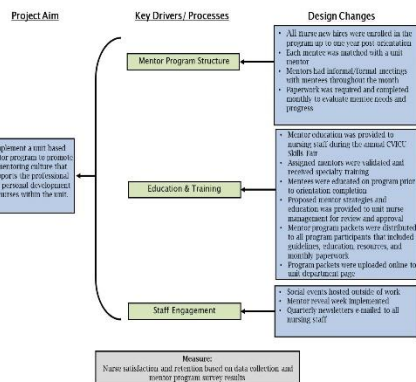 Project Aim
Key Drivers/ Processes
Design Changes
• All nurse new hires were enrolled in the
program up to one year post orientation
• Each mentee was matched with a unit
mentor
• Mentors had informal/formal meetings
with mentees throughout the month
• Paperwork was required and completed
monthly to evaluate mentee needs and
progress
Mentor Program Structure
plement a unit based
tor program to promote
mentoring culture that
ports the professional
personal development
urses within the unit.
• Mentor education was provided to
nursing staff during the annual CVICU
Skills Fair
• Assigned mentors were validated and
received specialty training
• Mentees were educated on program prior
to orientation completion
• Proposed mentor strategies and
education was provided to unit nurse
management for review and approval
• Mentor program packets were distributed
to all program participants that included
guidelines, education, resources, and
monthly paperwork
• Program packets were uploaded online to
unit department page
Education & Training
• Social events hosted outside of work
• Mentor reveal week implemented
• Quarterly newsletters e-mailed to all
nursing staff
Staff Engagement
Measure:
Nurse satisfaction and retention based on data collection and
mentor program survey results